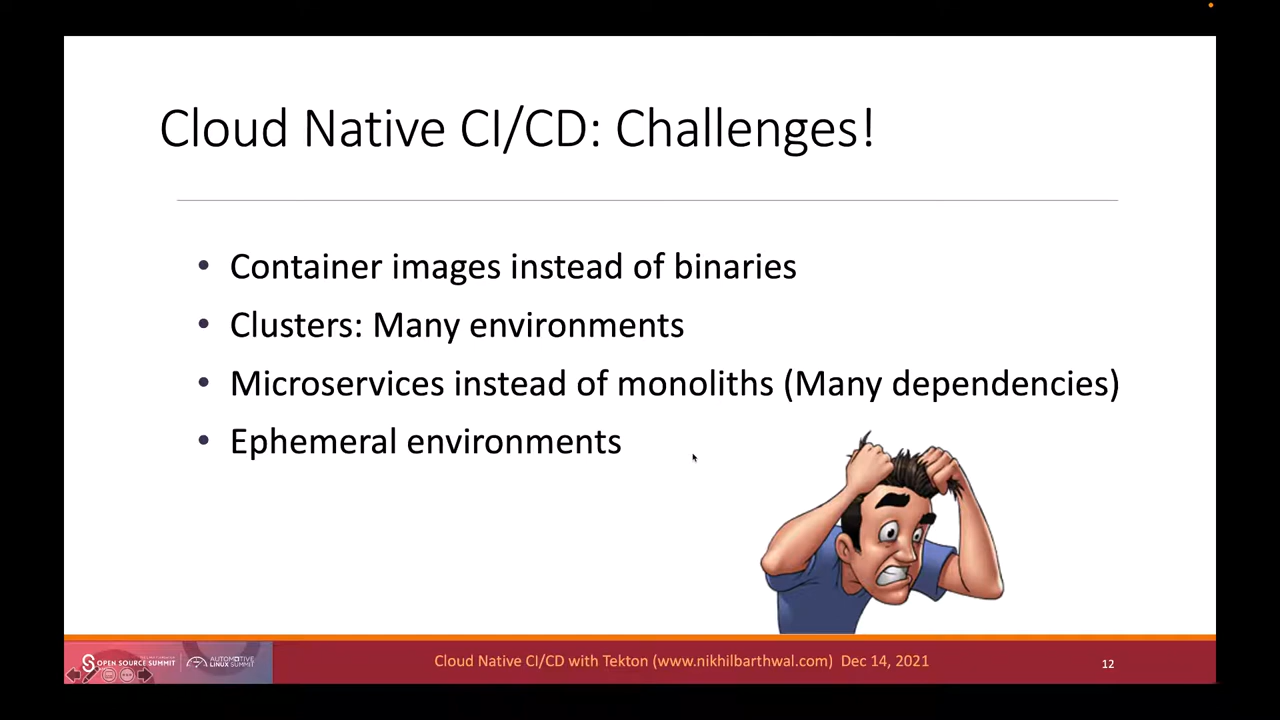 Cloud Native CI/CD: Challenges!
• Container images instead of binaries
• Clusters: Many environments
• Microservices instead of monoliths (Many dependencies)
• Ephemeral environments
OPEN SOURCE SUMMIT
AUTOMOTIVE
LINUX SUMMIT
Cloud Native CI/CD with Tekton (www.nikhilbarthwal.com) Dec 14, 2021
12